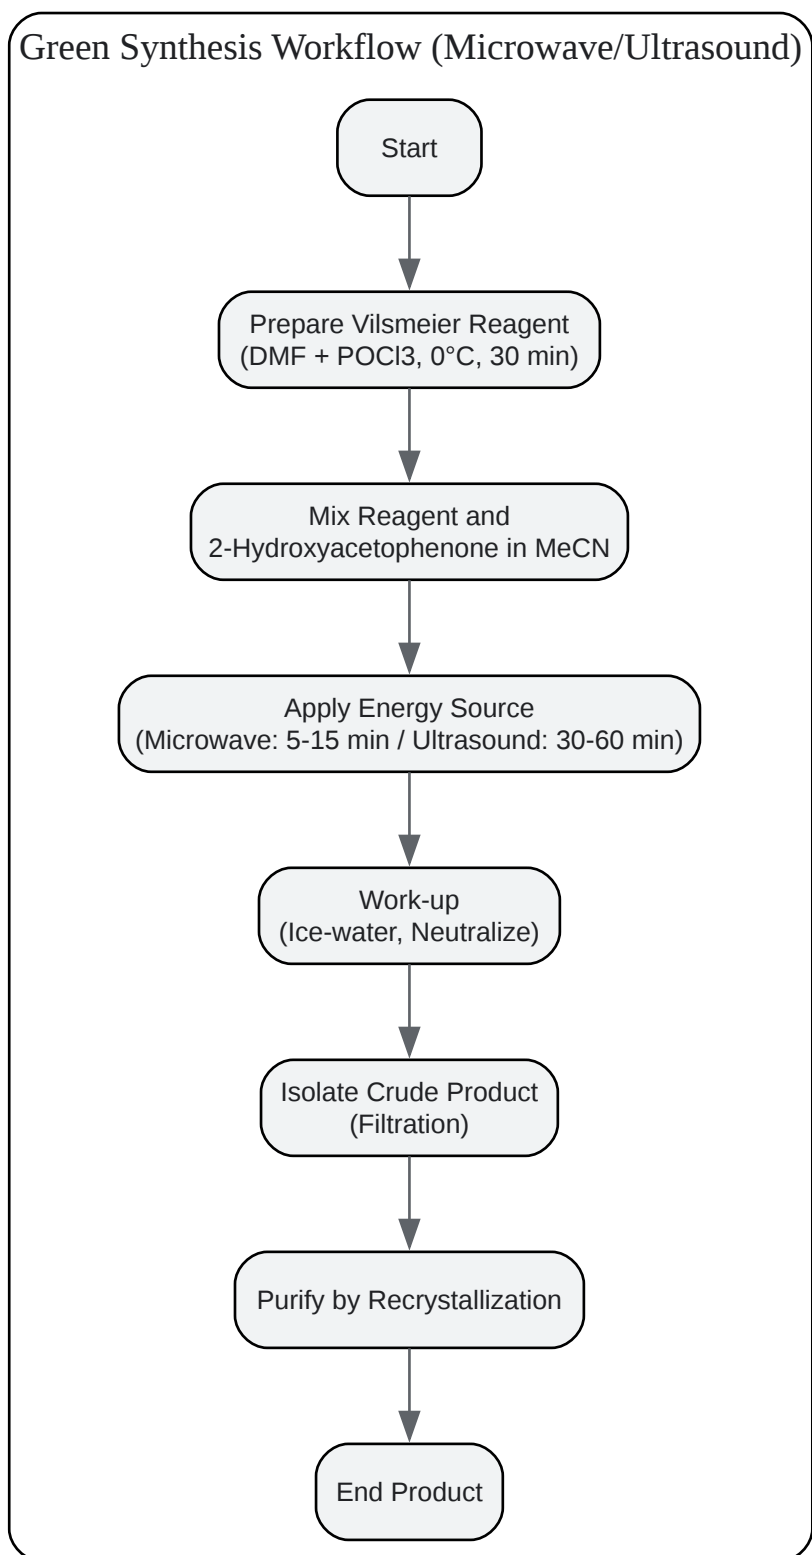 Green Synthesis Workflow (Microwave/Ultrasound)
Start
Prepare Vilsmeier Reagent
(DMF + POCl3, 0°C, 30 min)
Mix Reagent and
2-Hydroxyacetophenone in MeCN
Apply Energy Source
(Microwave: 5-15 min / Ultrasound: 30-60 min)
Work-up
(Ice-water, Neutralize)
Isolate Crude Product
(Filtration)
Purify by Recrystallization
End Product